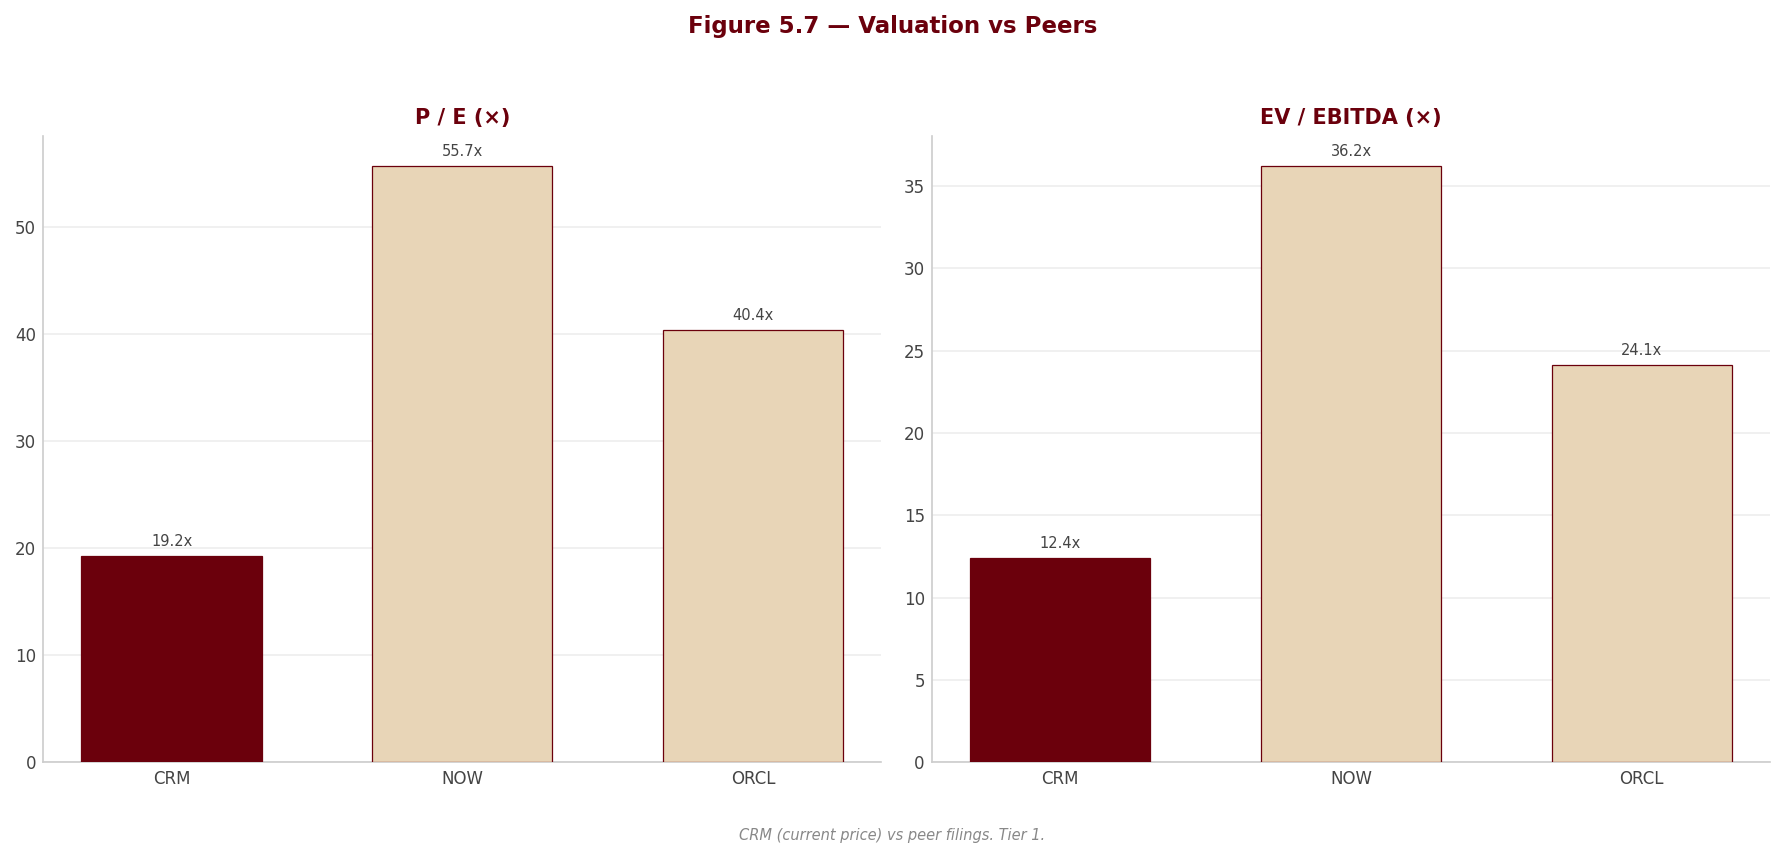 Figure 5.7 — Valuation vs Peers
P / E (×)
55.7x
40.4x
19.2x
50
40
30
20
10
0
CRM
NOW
ORCL
EV / EBITDA (×)
36.2x
24.1x
12.4x
35
30
25
20
15
10
5
0
CRM
NOW
ORCL
CRM (current price) vs peer filings. Tier 1.